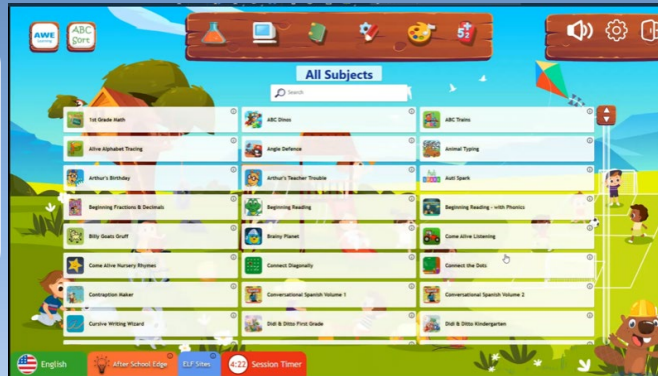 AWE
Learning
ABC
Sort
5²
All Subjects
Search
1st Grade Math
ABC Dinos
ABC Trains
Alive Alphabet Tracing
Angle Defence
Animal Typing
Arthur's Birthday
Arthur's Teacher Trouble
Auti Spark
Beginning Fractions & Decimals
Beginning Reading
Beginning Reading - with Phonics
Billy Goats Gruff
Brainy Planet
Come Alive Listening
Come Alive Nursery Rhymes
Connect Diagonally
Connect the Dots
Contraption Maker
Conversational Spanish Volume 1
Conversational Spanish Volume 2
Cursive Writing Wizard
Didi & Ditto First Grade
Didi & Ditto Kindergarten
English
After School Edge
ELF Sites
4:22 Session Timer